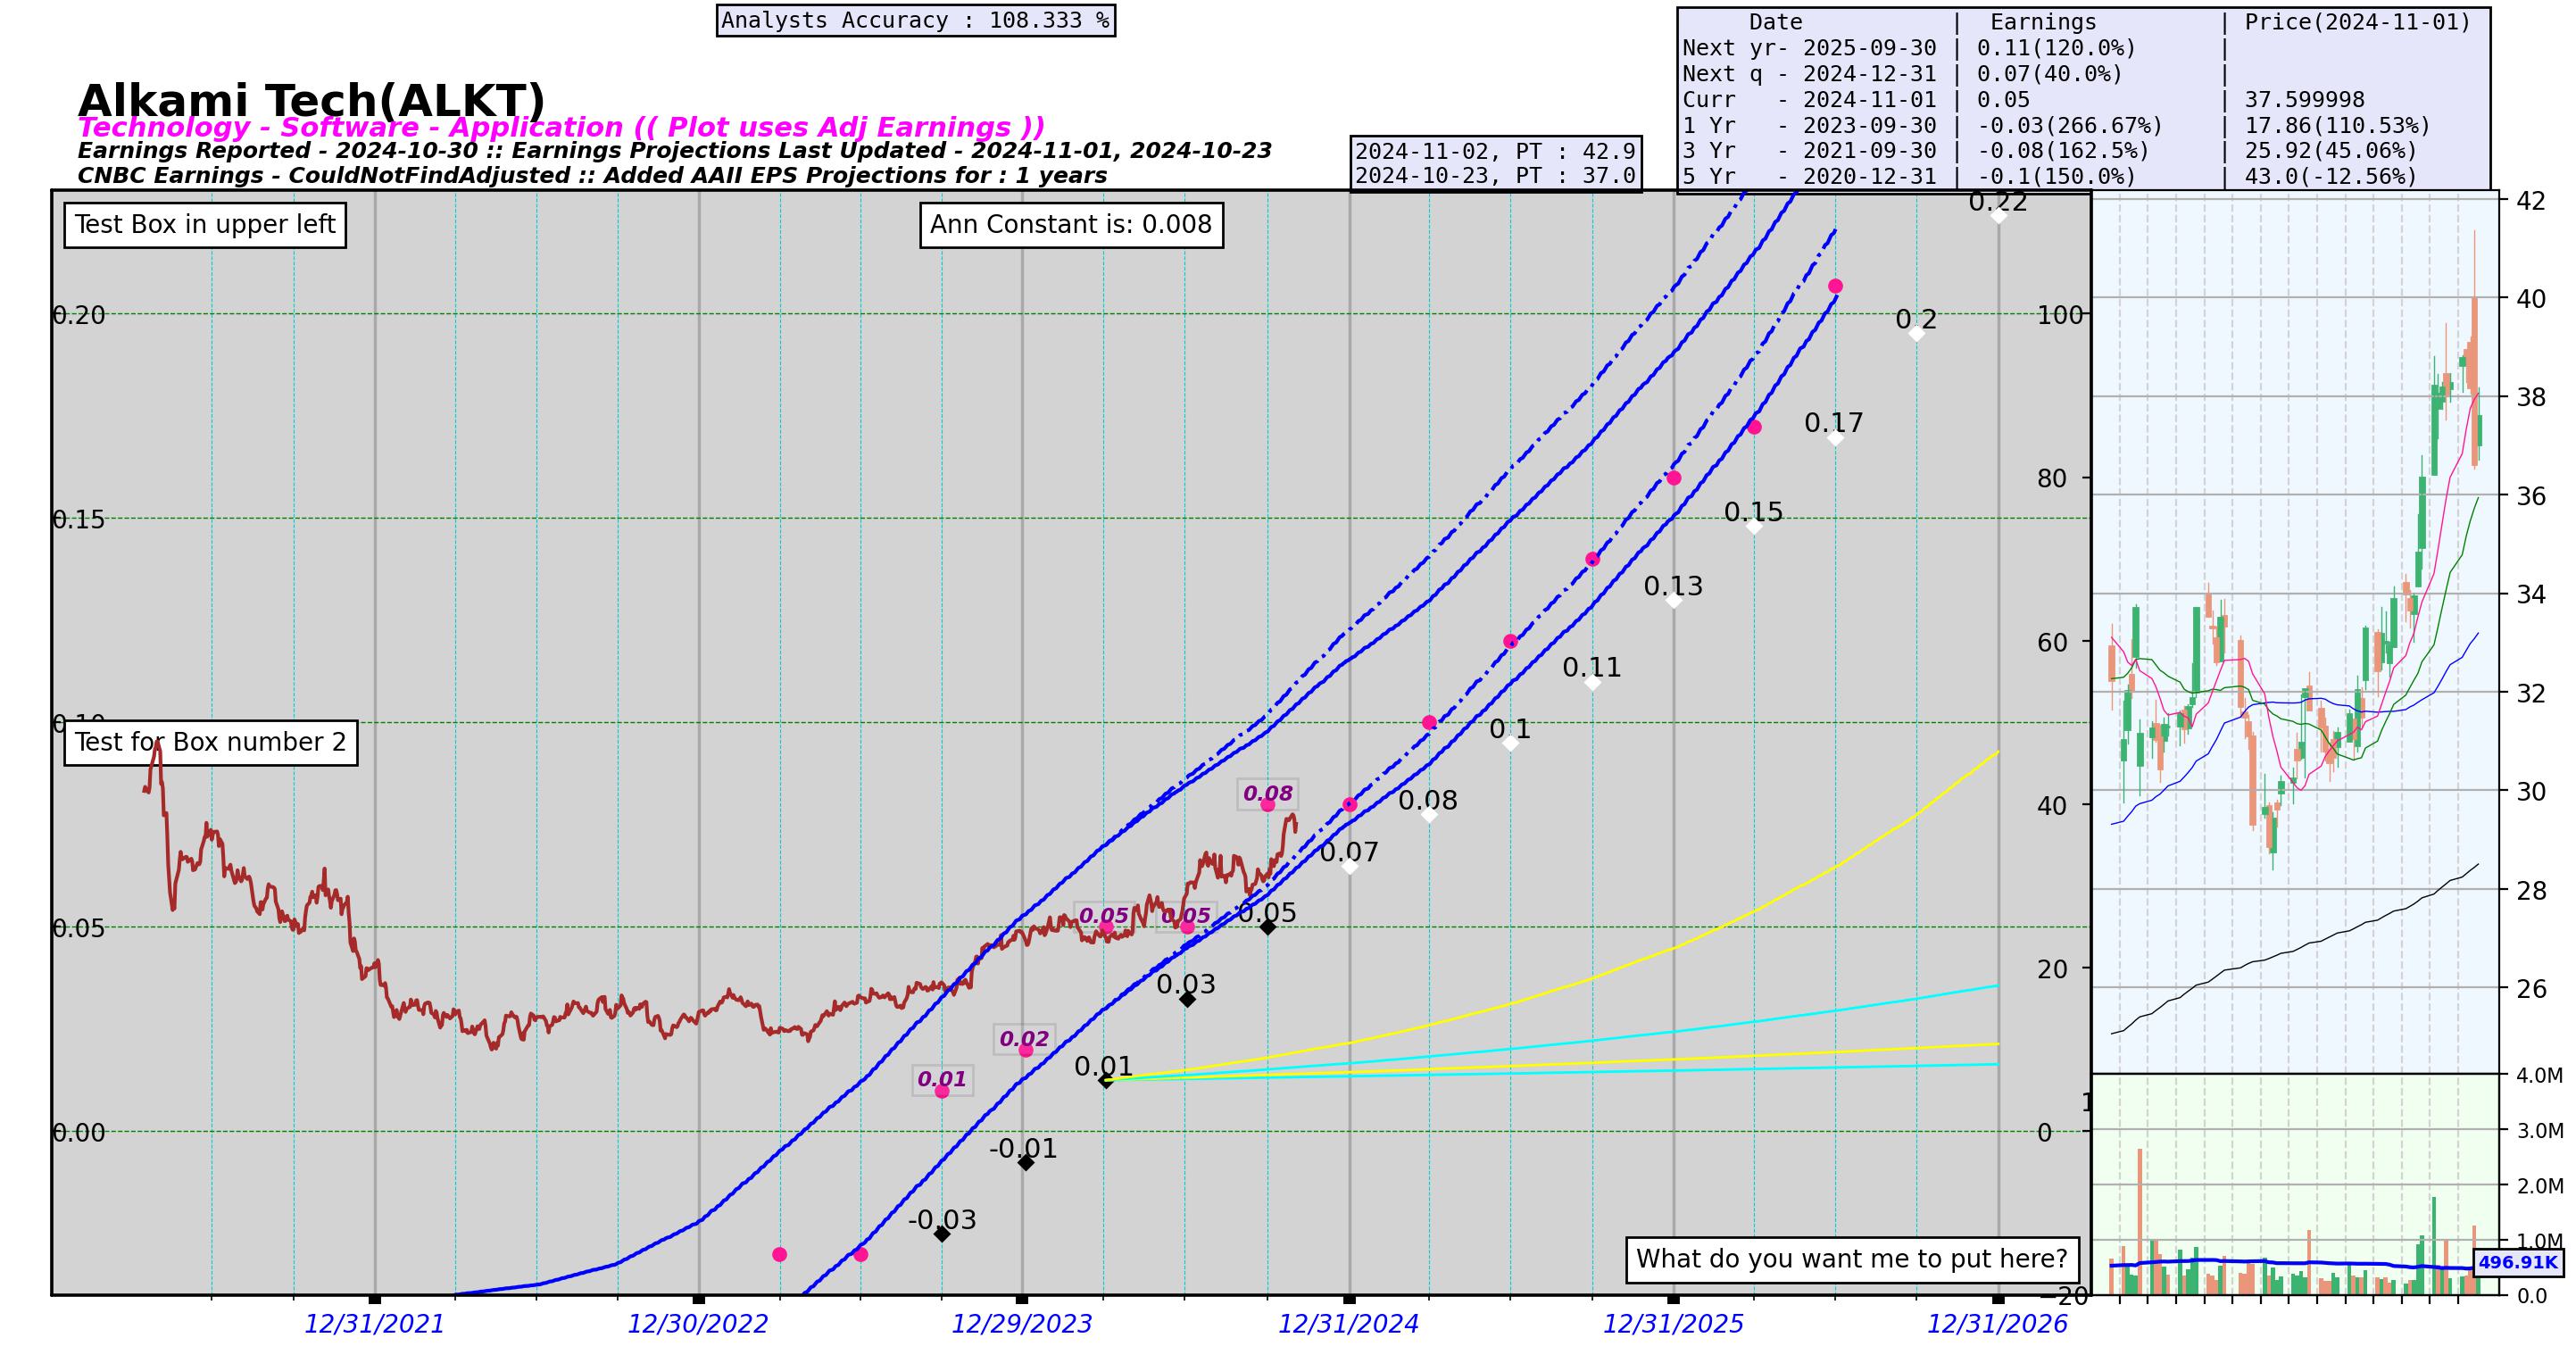 Analysts Accuracy : 108.333 %
Date | Earnings | Price(2024-11-01)
Next yr- 2025-09-30 | 0.11(120.0%) |
Next q - 2024-12-31 | 0.07(40.0%) |
Curr - 2024-11-01 | 0.05 | 37.599998
1 Yr - 2023-09-30 | -0.03(266.67%) | 17.86(110.53%)
3 Yr - 2021-09-30 | -0.08(162.5%) | 25.92(45.06%)
5 Yr - 2020-12-31 | -0.1(150.0%) | 43.0(-12.56%)
Alkami Tech(ALKT)
Technology - Software - Application (( Plot uses Adj Earnings ))
Earnings Reported - 2024-10-30 :: Earnings Projections Last Updated - 2024-11-01, 2024-10-23
CNBC Earnings - CouldNotFindAdjusted :: Added AAII EPS Projections for : 1 years
2024-11-02, PT : 42.9
2024-10-23, PT : 37.0
Test Box in upper left
Ann Constant is: 0.008
0.22
42
0.20
0.2
100
40
0.17
38
80
36
0.15
0.15
34
0.13
60
0.11
32
0.10
0.1
Test for Box number 2
0.08
0.08
40
30
0.07
28
0.05
0.05
0.05
0.05
20
26
0.03
0.02
0.01
0.01
4.0M
1
3.0M
0.00
0
-0.01
2.0M
-0.03
1.0M
What do you want me to put here?
496.91K
−20
0.0
12/31/2021
12/30/2022
12/29/2023
12/31/2024
12/31/2025
12/31/2026